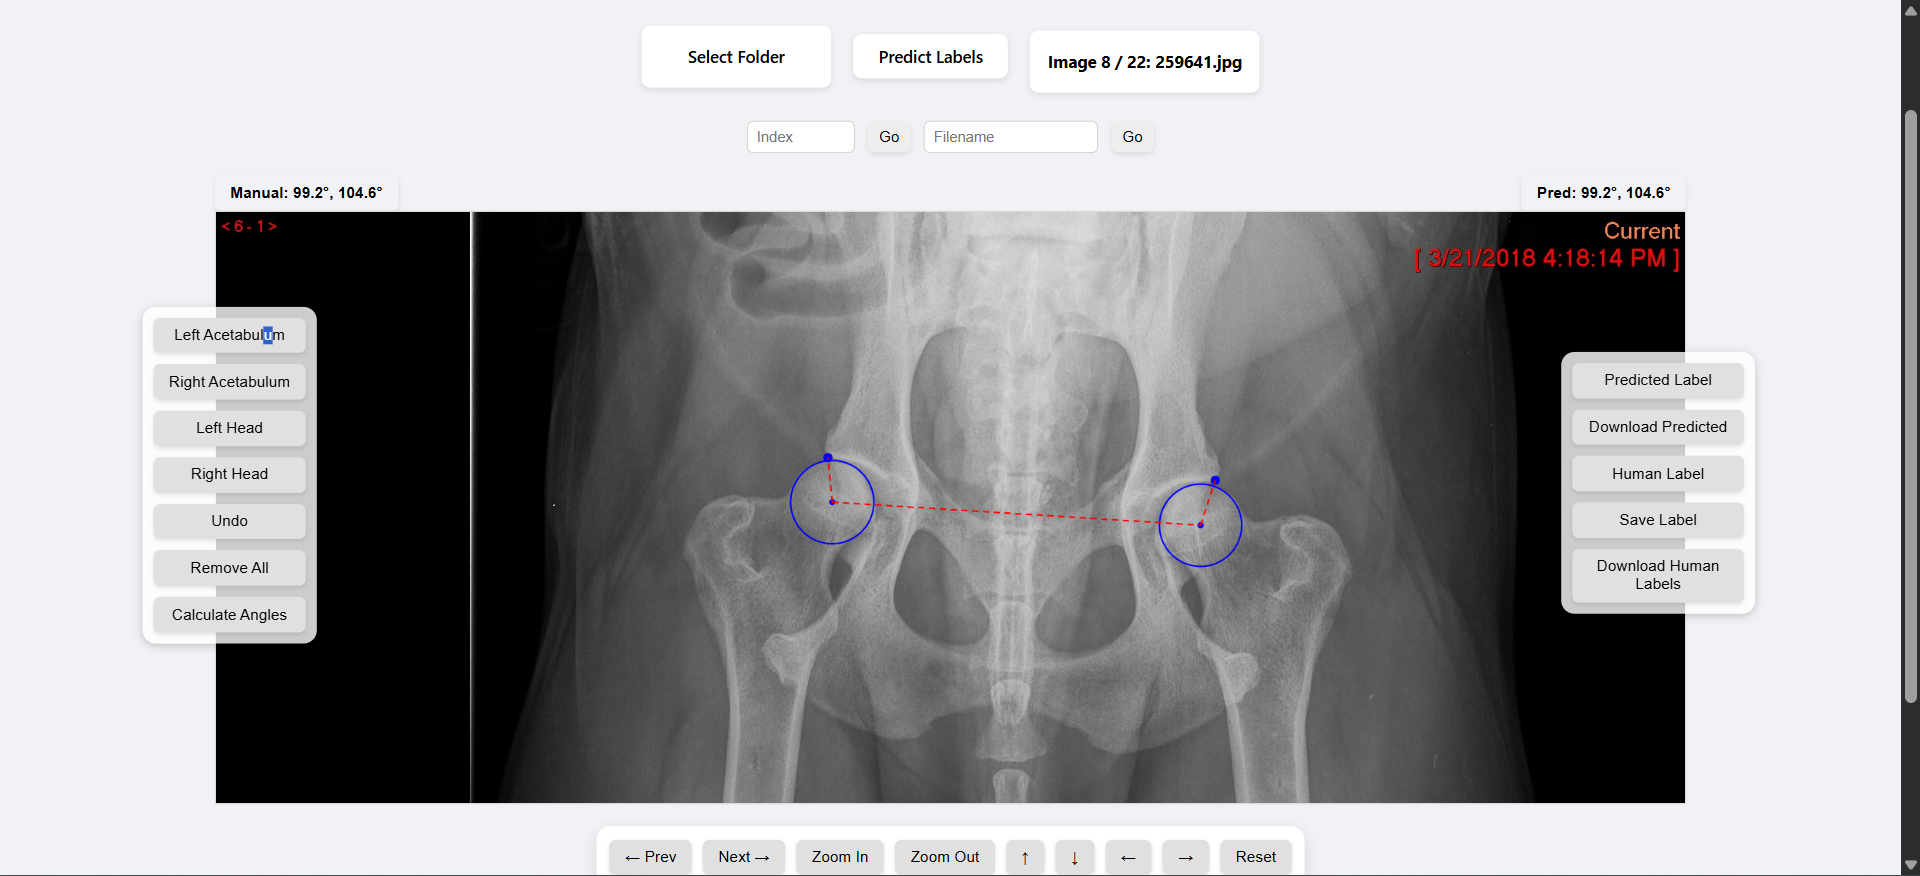 Select Folder
Predict Labels
Image 8 / 22: 259641.jpg
Index
Go
Filename
Go
Manual: 99.2°, 104.6°
Pred: 99.2°, 104.6°
<6-1>
Current
[ 3/21/2018 4:18:14 PM ]
Left Acetabulum
Right Acetabulum
Left Head
Right Head
Undo
Remove All
Calculate Angles
Predicted Label
Download Predicted
Human Label
Save Label
Download Human
Labels
← Prev
Next →
Zoom In
Zoom Out
↑
↓
←
→
Reset